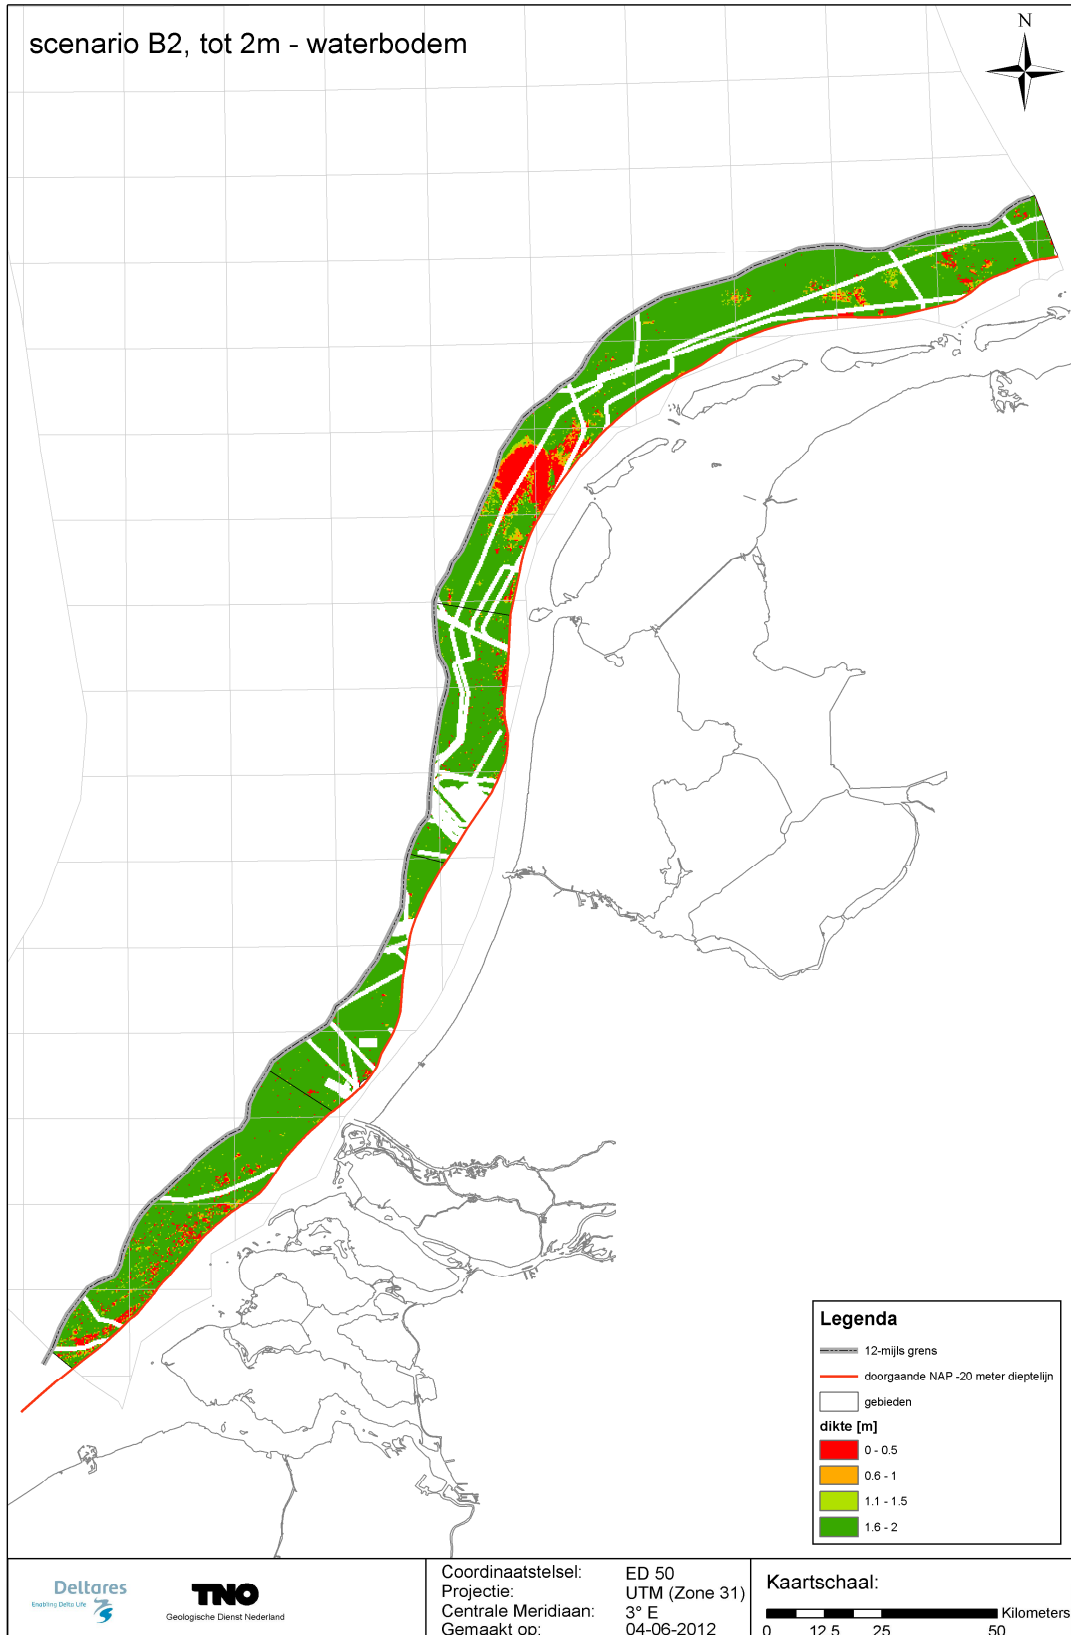 scenario B2, tot 2m - waterbodem
N
Legenda
12-mijls grens
doorgaande NAP -20 meter dieptelijn
gebieden
dikte [m]
0 - 0.5
0.6 - 1
1.1 - 1.5
1.6 - 2
Deltares
Enabling Delta Life
TNO
Geologische Dienst Nederland
Coordinaatstelsel: ED 50
Projectie: UTM (Zone 31)
Centrale Meridiaan: 3° E
Gemaakt op: 04-06-2012
Kaartschaal:
Kilometers
0 12.5 25 50